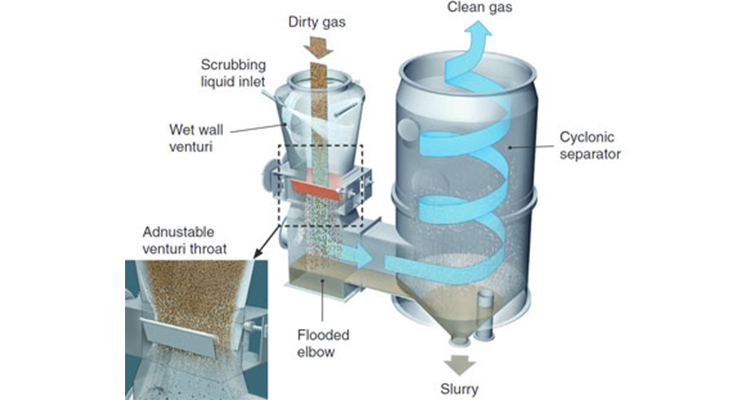 Clean gas
Dirty gas
Scrubbing
liquid inlet
Wet wall
venturi
Cyclonic
separator
Adnustable
venturi throat
Flooded
elbow
Slurry